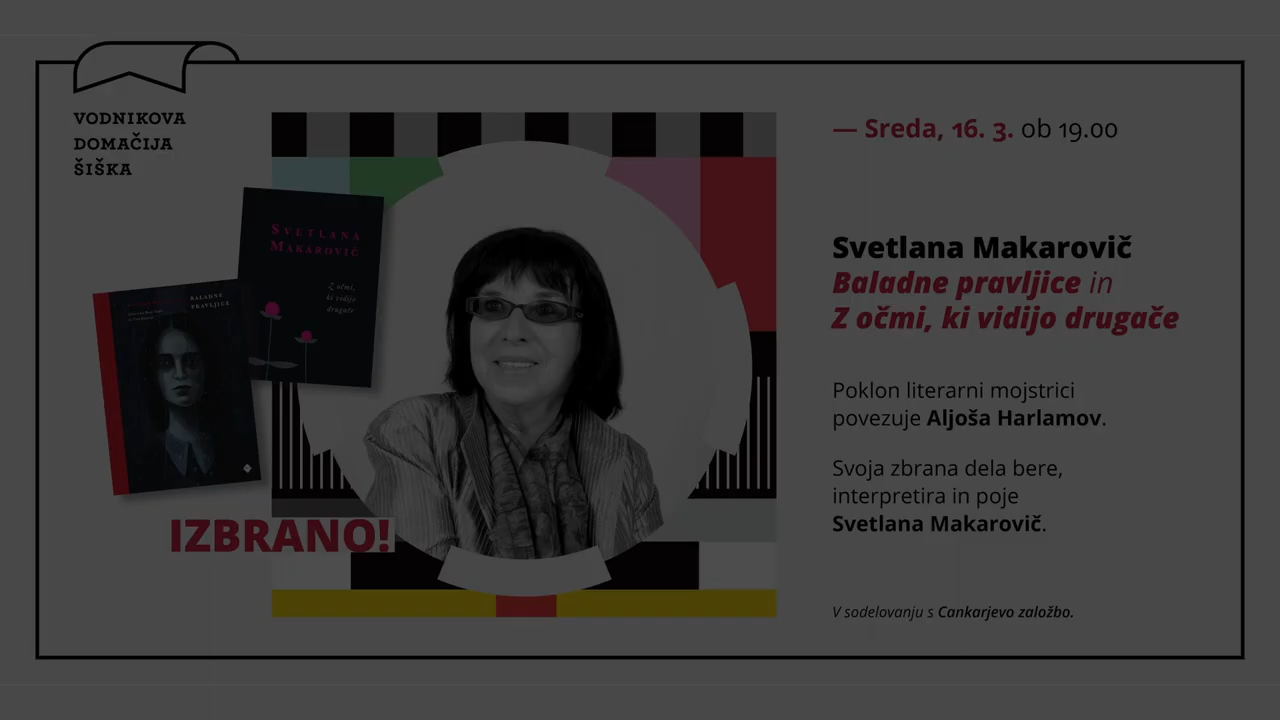 VODNIKOVA
DOMAČIJA
ŠIŠKA
SVETLANA
MAKAROVIČ
Z očmi,
ki vidijo
drugače
BALADNE
PRAVLJICE
IZBRANO!
— Sreda, 16. 3. ob 19.00
Svetlana Makarovič
Baladne pravljice in
Z očmi, ki vidijo drugače
Poklon literarni mojstrici
povezuje Aljoša Harlamov.
Svoja zbrana dela bere,
interpretira in poje
Svetlana Makarovič.
V sodelovanju s Cankarjevo založbo.